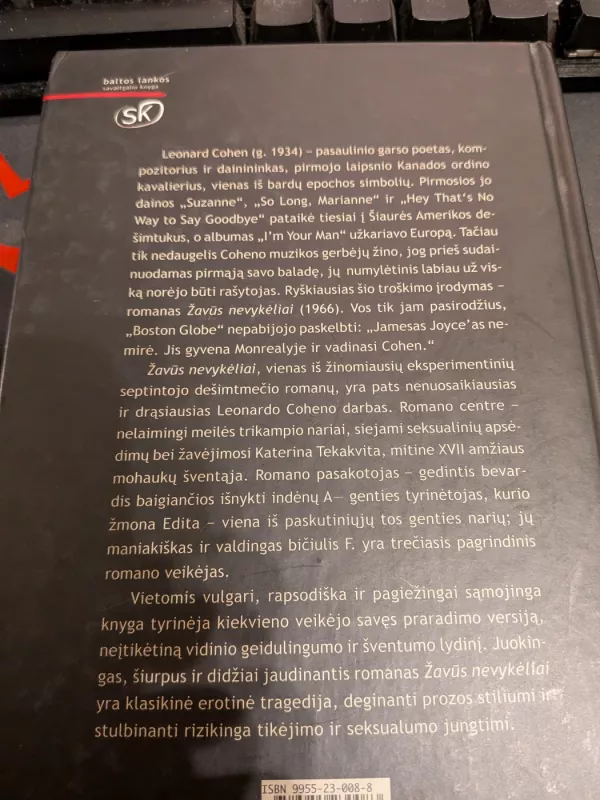 baltos lankos
savaitgalio knyga
SK
Leonard Cohen (g. 1934) – pasaulinio garso poetas, kom-
pozitorius ir dainininkas, pirmojo laipsnio Kanados ordino
kavalierius, vienas iš bardų epochos simbolių. Pirmosios jo
dainos „Suzanne“, „So Long, Marianne“ ir „Hey That's No
Way to Say Goodbye“ pataikė tiesiai į Šiaurės Amerikos de-
šimtukus, o albumas „I'm Your Man“ užkariavo Europą. Tačiau
tik nedaugelis Coheno muzikos gerbėjų žino, jog prieš sudai-
nuodamas pirmąją savo baladę, jų numylėtinis labiau už vis-
ką norėjo būti rašytojas. Ryškiausias šio troškimo įrodymas –
romanas Žavūs nevykėliai (1966). Vos tik jam pasirodžius,
„Boston Globe“ nepabijojo paskelbti: „Jamesas Joyce'as ne-
mirė. Jis gyvena Monrealyje ir vadinasi Cohen.“
Žavūs nevykėliai, vienas iš žinomiausių eksperimentinių
septintojo dešimtmečio romanų, yra pats nenuosaikiausias
ir drąsiausias Leonardo Coheno darbas. Romano centre –
nelaimingi meilės trikampio nariai, siejami seksualinių apsė-
dimų bei žavėjimosi Katerina Tekakvita, mitine XVII amžiaus
mohaukų šventąja. Romano pasakotojas – gedintis bevar-
dis baigiančios išnykti indėnų A— genties tyrinėtojas, kurio
žmona Edita – viena iš paskutiniųjų tos genties narių; jų
maniakiškas ir valdingas bičiulis F. yra trečiasis pagrindinis
romano veikėjas.
Vietomis vulgari, rapsodiška ir pagiežingai sąmojinga
knyga tyrinėja kiekvieno veikėjo savęs praradimo versiją,
neįtikėtiną vidinio geidulingumo ir šventumo lydinį. Juokin-
gas, šiurpus ir didžiai jaudinantis romanas Žavūs nevykėliai
yra klasikinė erotinė tragedija, deginanti prozos stiliumi ir
stulbinanti rizikinga tikėjimo ir seksualumo jungtimi.
ISBN 9955-23-008-8